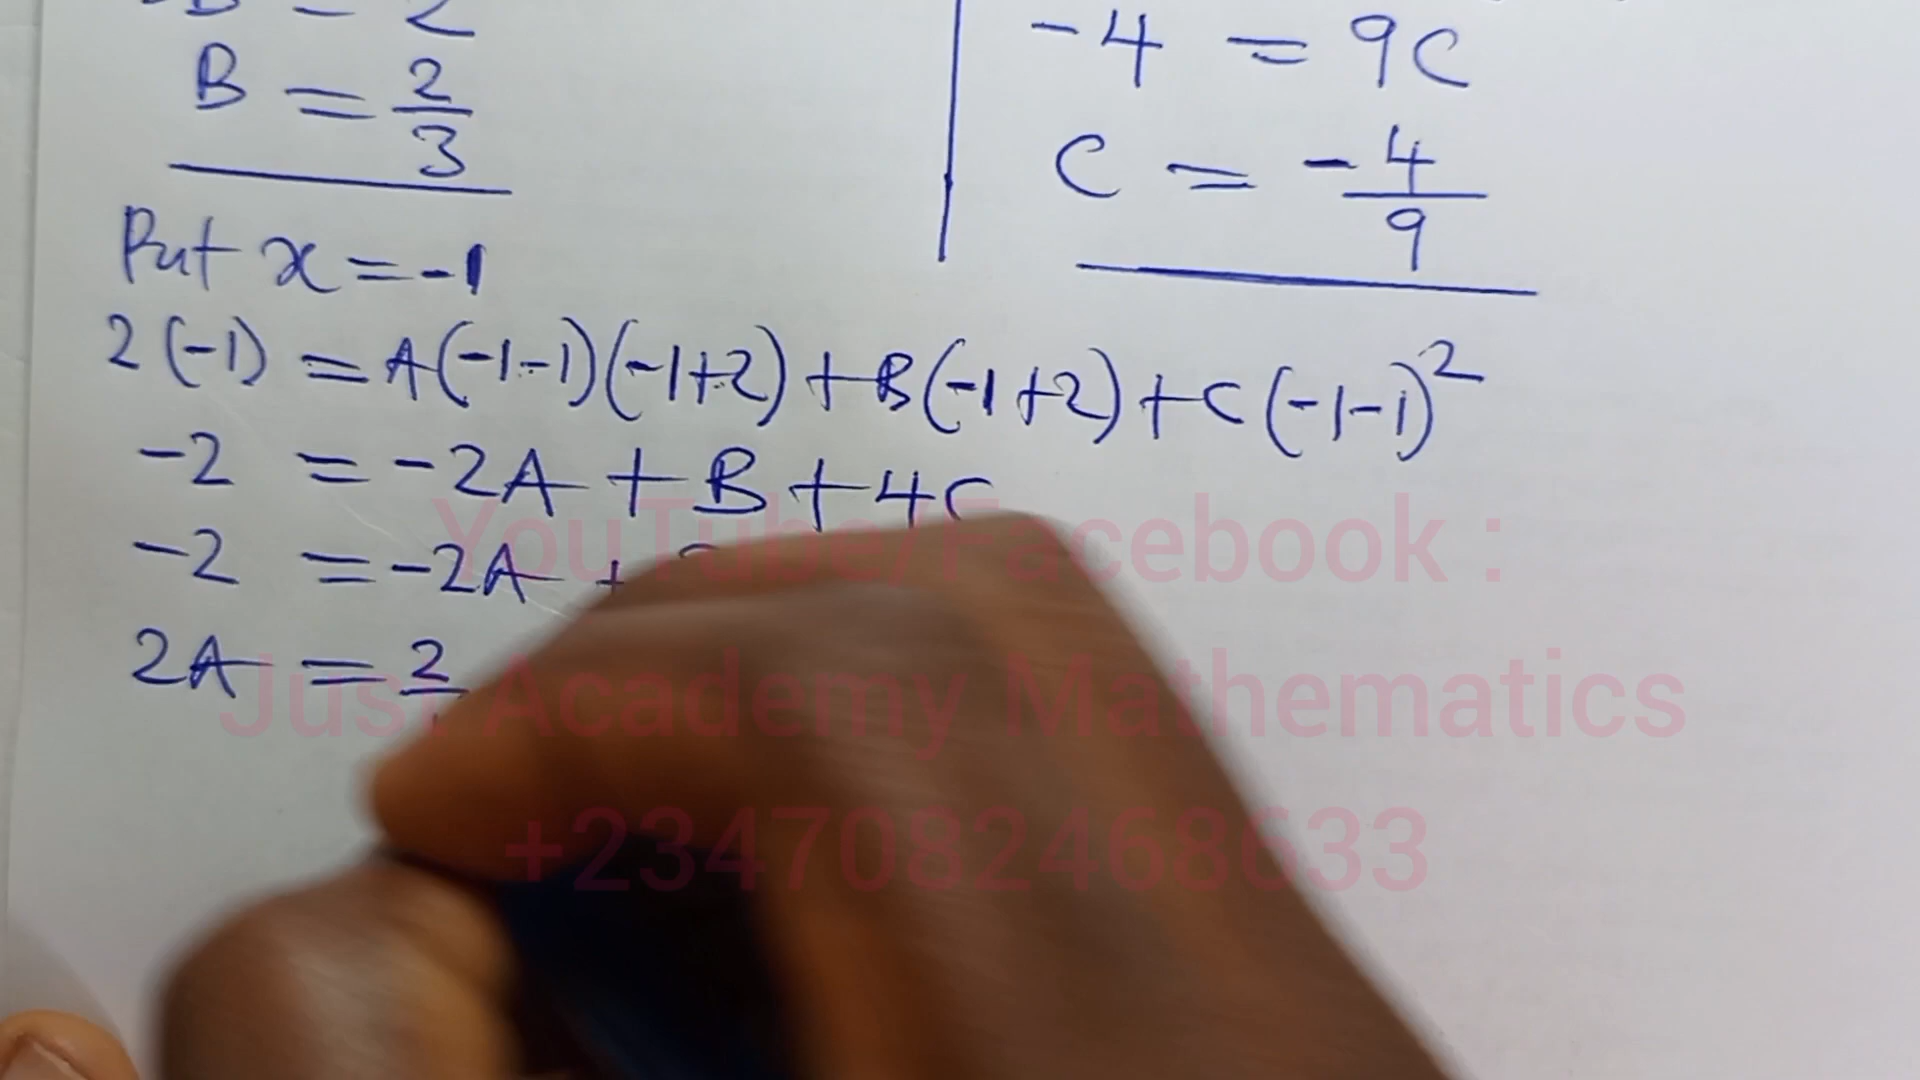 B = 2
B = 2/3
-4 = 9C
C = -4/9
Put x = -1
2(-1) = A(-1-1)(-1+2) + B(-1+2) + C(-1-1)²
-2 = -2A + B + 4C
-2 = -2A +
2A = 2
YouTube/Facebook :
Just Academy Mathematics
+2347082468633